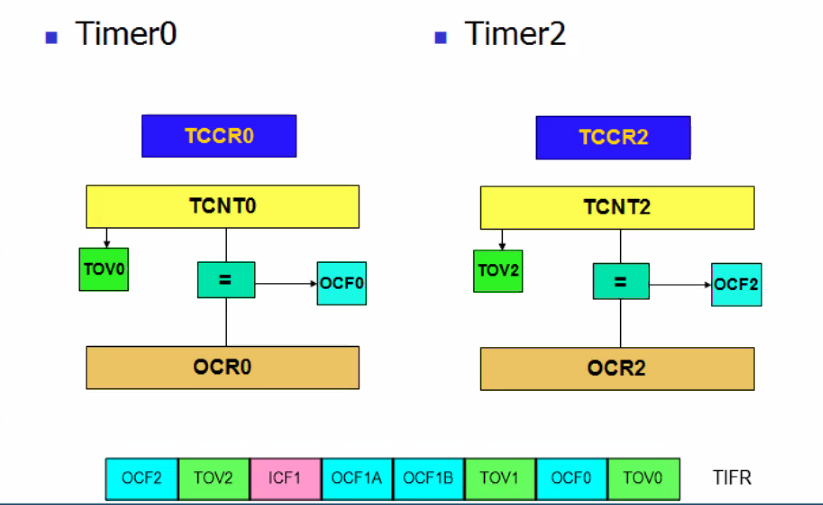 Timer0
Timer2
TCCR0
TCCR2
TCNT0
TCNT2
TOV0
=
OCF0
TOV2
=
OCF2
OCR0
OCR2
OCF2 TOV2 ICF1 OCF1A OCF1B TOV1 OCF0 TOV0 TIFR